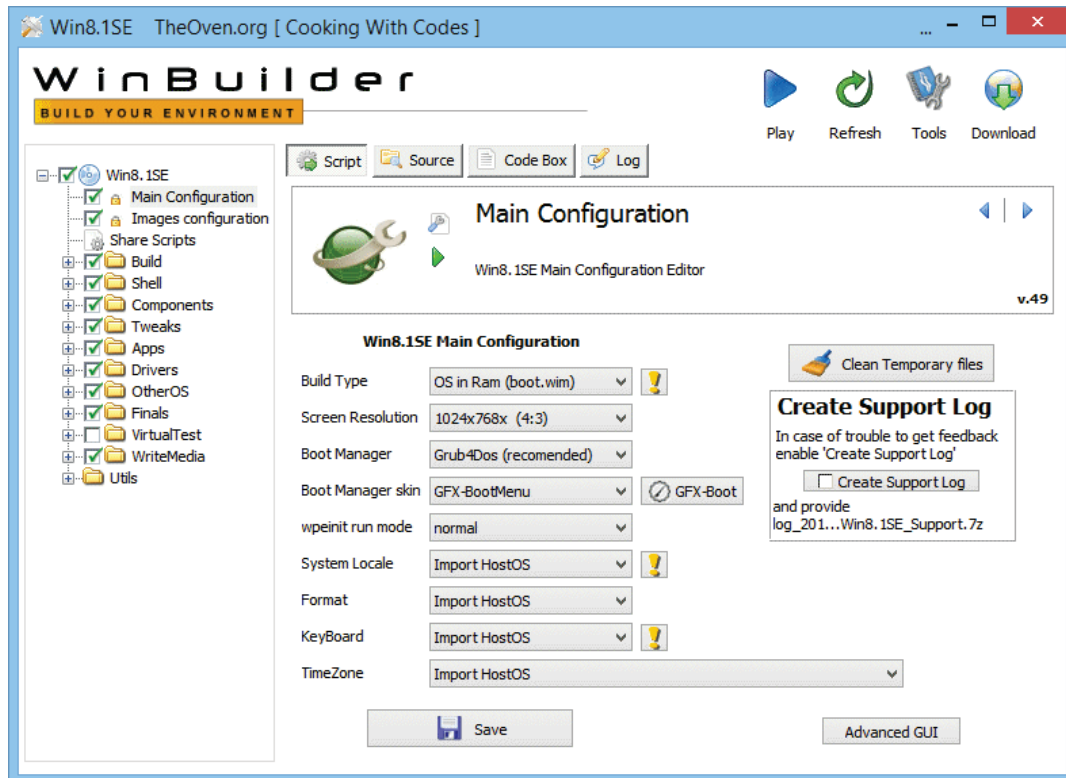 Win8.1SE TheOven.org [ Cooking With Codes ]
...
WinBuilder
BUILD YOUR ENVIRONMENT
Play
Refresh
Tools
Download
Script
Source
Code Box
Log
Win8.1SE
Main Configuration
Images configuration
Share Scripts
Build
Shell
Components
Tweaks
Apps
Drivers
OtherOS
Finals
VirtualTest
WriteMedia
Utils
Main Configuration
Win8.1SE Main Configuration Editor
v.49
Win8.1SE Main Configuration
Build Type OS in Ram (boot.wim)
Screen Resolution 1024x768x (4:3)
Boot Manager Grub4Dos (recomended)
Boot Manager skin GFX-BootMenu GFX-Boot
wpeinit run mode normal
System Locale Import HostOS
Format Import HostOS
KeyBoard Import HostOS
TimeZone Import HostOS
Save
Clean Temporary files
Create Support Log
In case of trouble to get feedback
enable 'Create Support Log'
Create Support Log
and provide
log_201...Win8.1SE_Support.7z
Advanced GUI